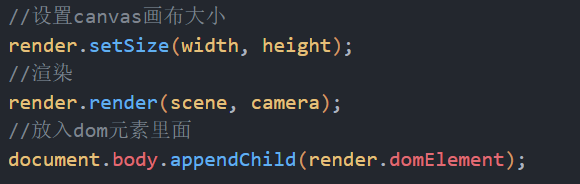 //设置canvas画布大小
render.setSize(width, height);
//渲染
render.render(scene, camera);
//放入dom元素里面
document.body.appendChild(render.domElement);